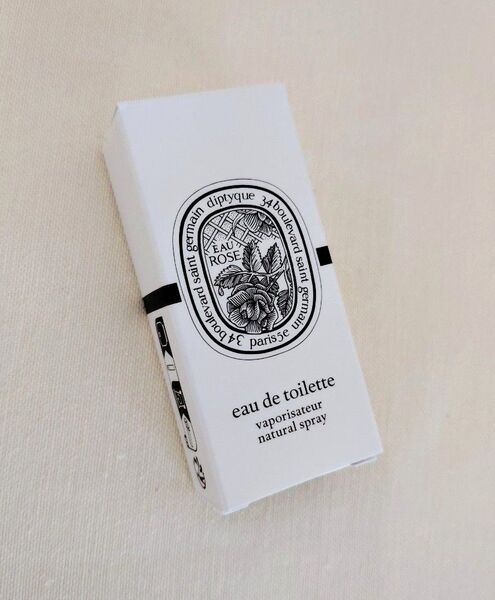 diptyque 34 boulevard saint germain paris 5e 34 boulevard saint germain
EAU
ROSE
eau de toilette
vaporisateur
natural spray